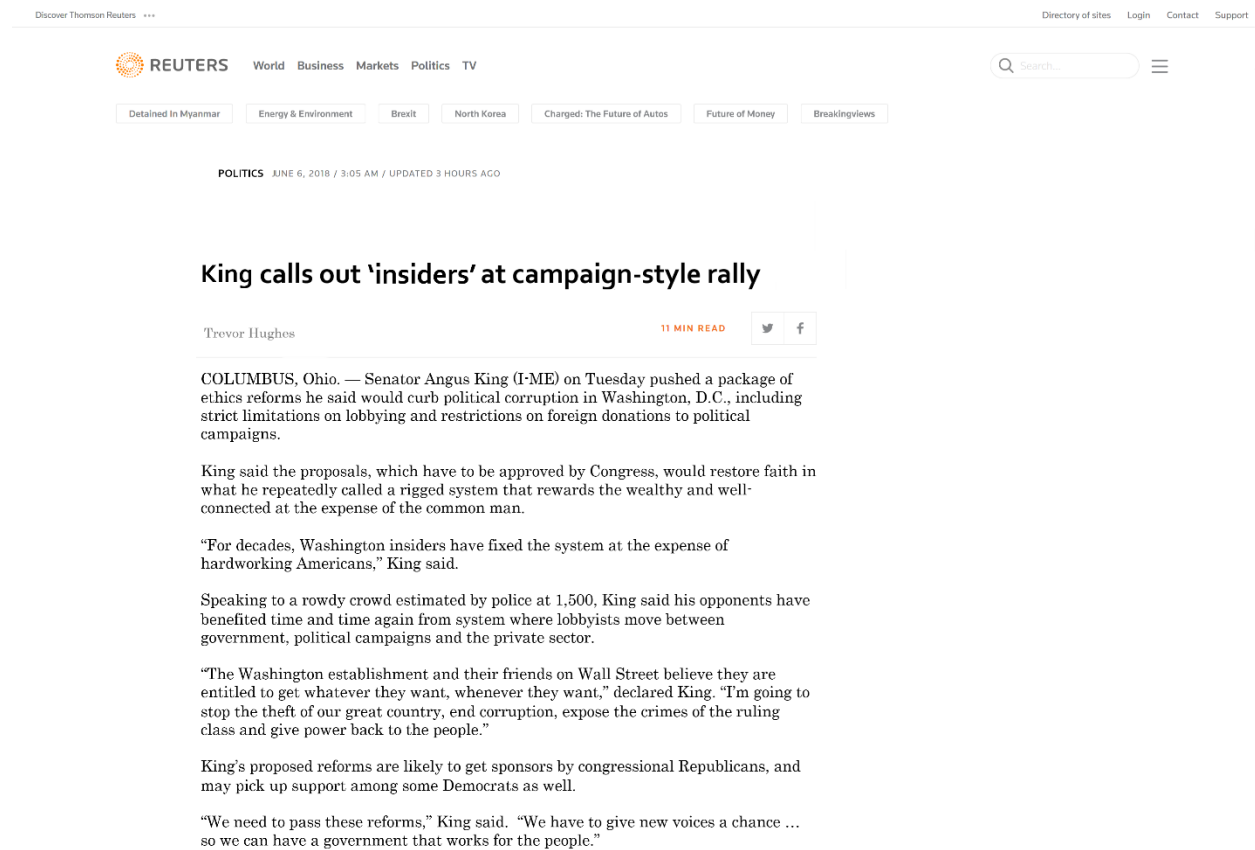 Discover Thomson Reuters •••
Directory of sites Login Contact Support
REUTERS World Business Markets Politics TV Search...
Detained In Myanmar Energy & Environment Brexit North Korea Charged: The Future of Autos Future of Money Breakingviews
POLITICS JUNE 6, 2018 / 3:05 AM / UPDATED 3 HOURS AGO
King calls out ‘insiders’ at campaign-style rally
Trevor Hughes
11 MIN READ
COLUMBUS, Ohio. — Senator Angus King (I-ME) on Tuesday pushed a package of
ethics reforms he said would curb political corruption in Washington, D.C., including
strict limitations on lobbying and restrictions on foreign donations to political
campaigns.
King said the proposals, which have to be approved by Congress, would restore faith in
what he repeatedly called a rigged system that rewards the wealthy and well-
connected at the expense of the common man.
“For decades, Washington insiders have fixed the system at the expense of
hardworking Americans,” King said.
Speaking to a rowdy crowd estimated by police at 1,500, King said his opponents have
benefited time and time again from system where lobbyists move between
government, political campaigns and the private sector.
“The Washington establishment and their friends on Wall Street believe they are
entitled to get whatever they want, whenever they want,” declared King. “I’m going to
stop the theft of our great country, end corruption, expose the crimes of the ruling
class and give power back to the people.”
King’s proposed reforms are likely to get sponsors by congressional Republicans, and
may pick up support among some Democrats as well.
“We need to pass these reforms,” King said.  “We have to give new voices a chance …
so we can have a government that works for the people.”